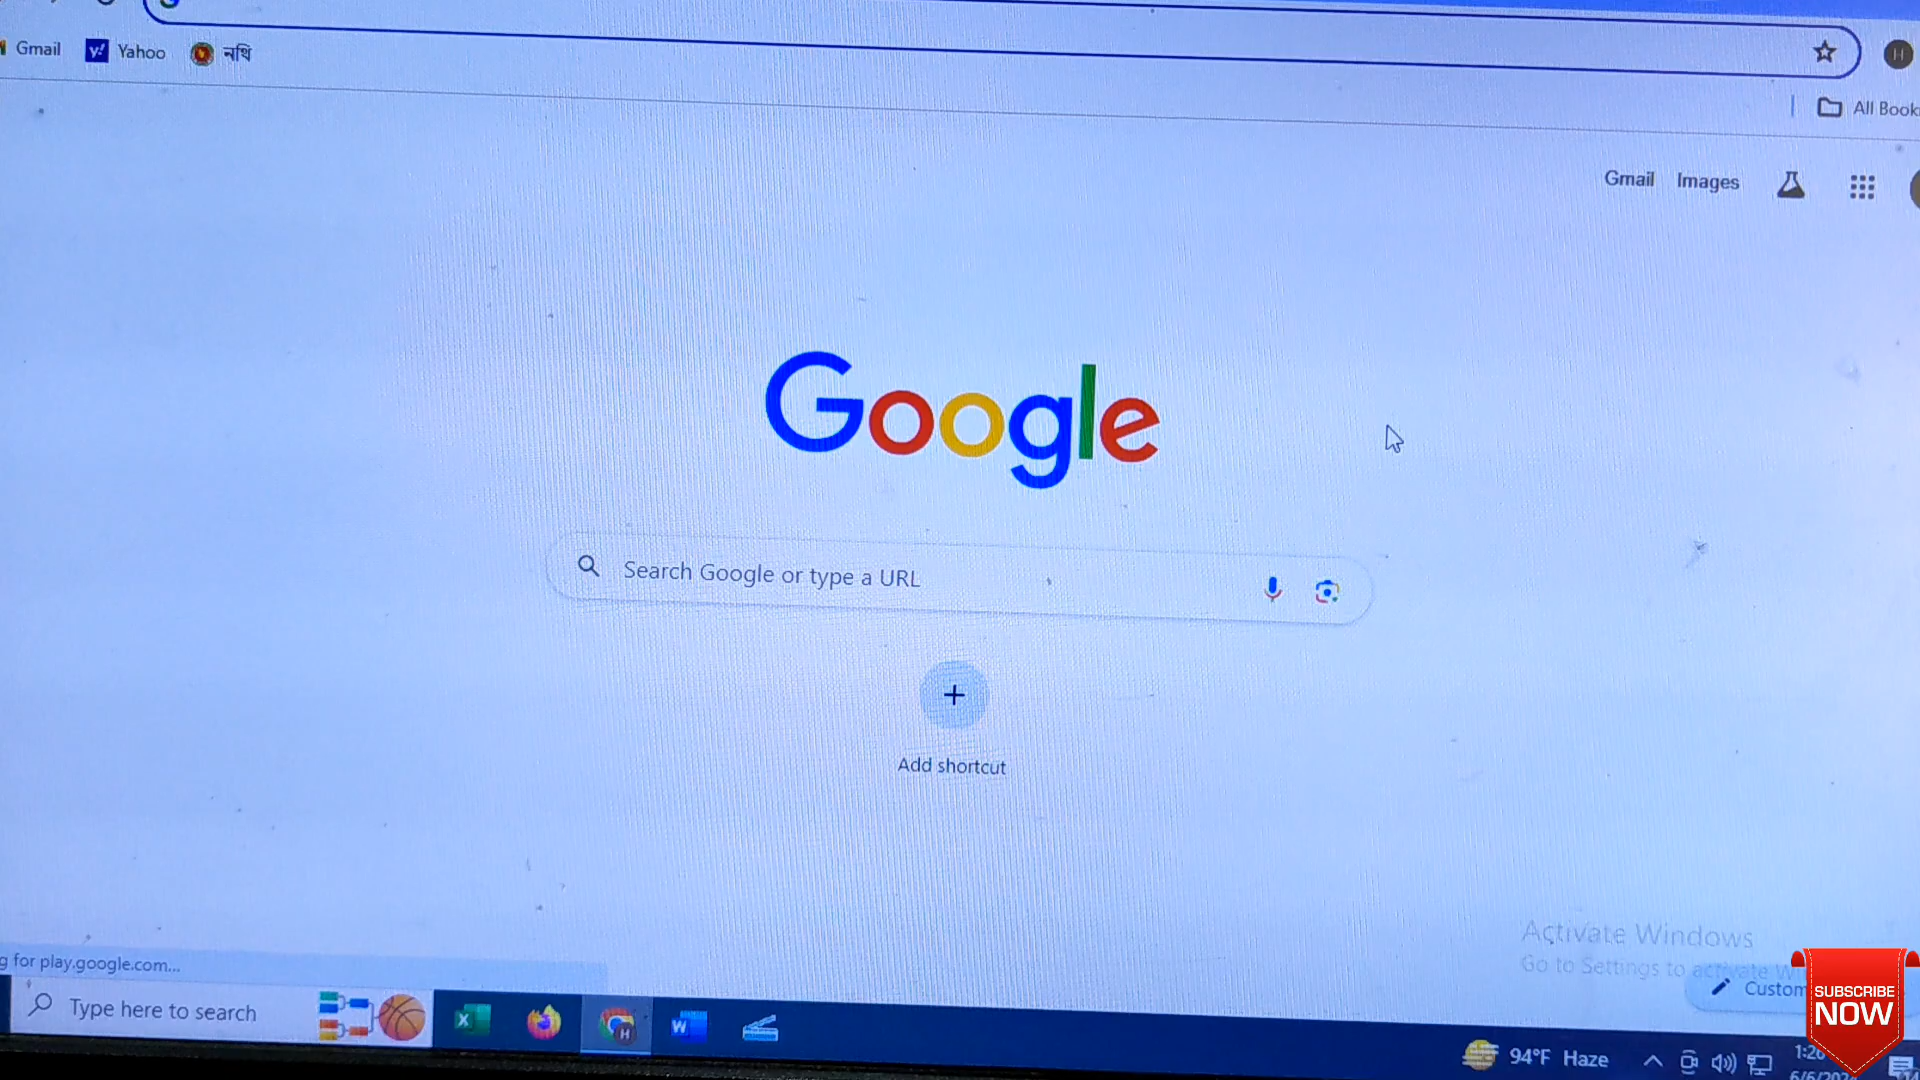 Gmail Yahoo নথি
All Book
Gmail Images
Google
Search Google or type a URL
Add shortcut
Activate Windows
Go to Settings to activate W
Custom
g for play.google.com...
SUBSCRIBE
NOW
Type here to search
94°F Haze